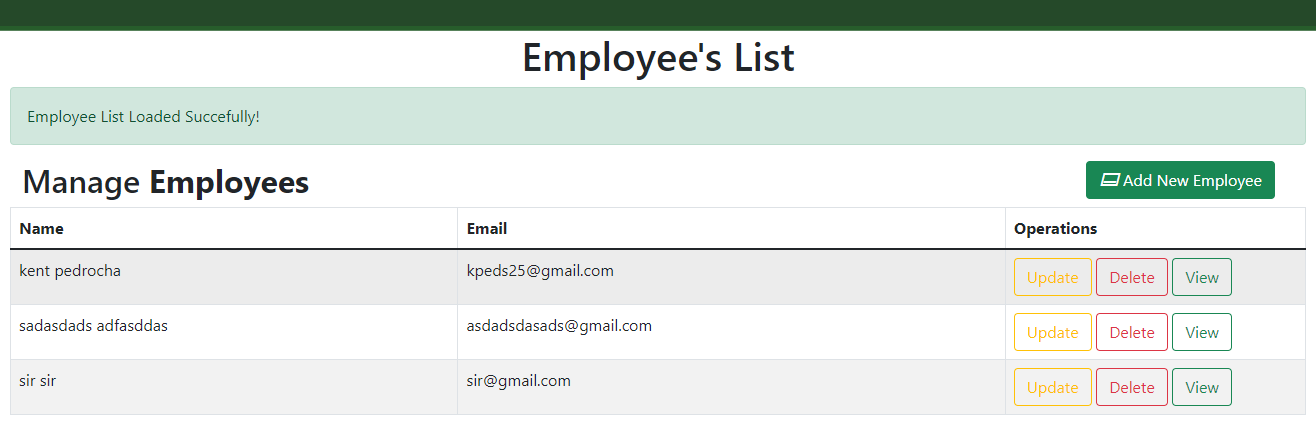 Employee's List
Employee List Loaded Succefully!
Manage Employees
Add New Employee
Name Email Operations
kent pedrocha kpeds25@gmail.com Update Delete View
sadasdads adfasddas asdadsdasads@gmail.com Update Delete View
sir sir sir@gmail.com Update Delete View